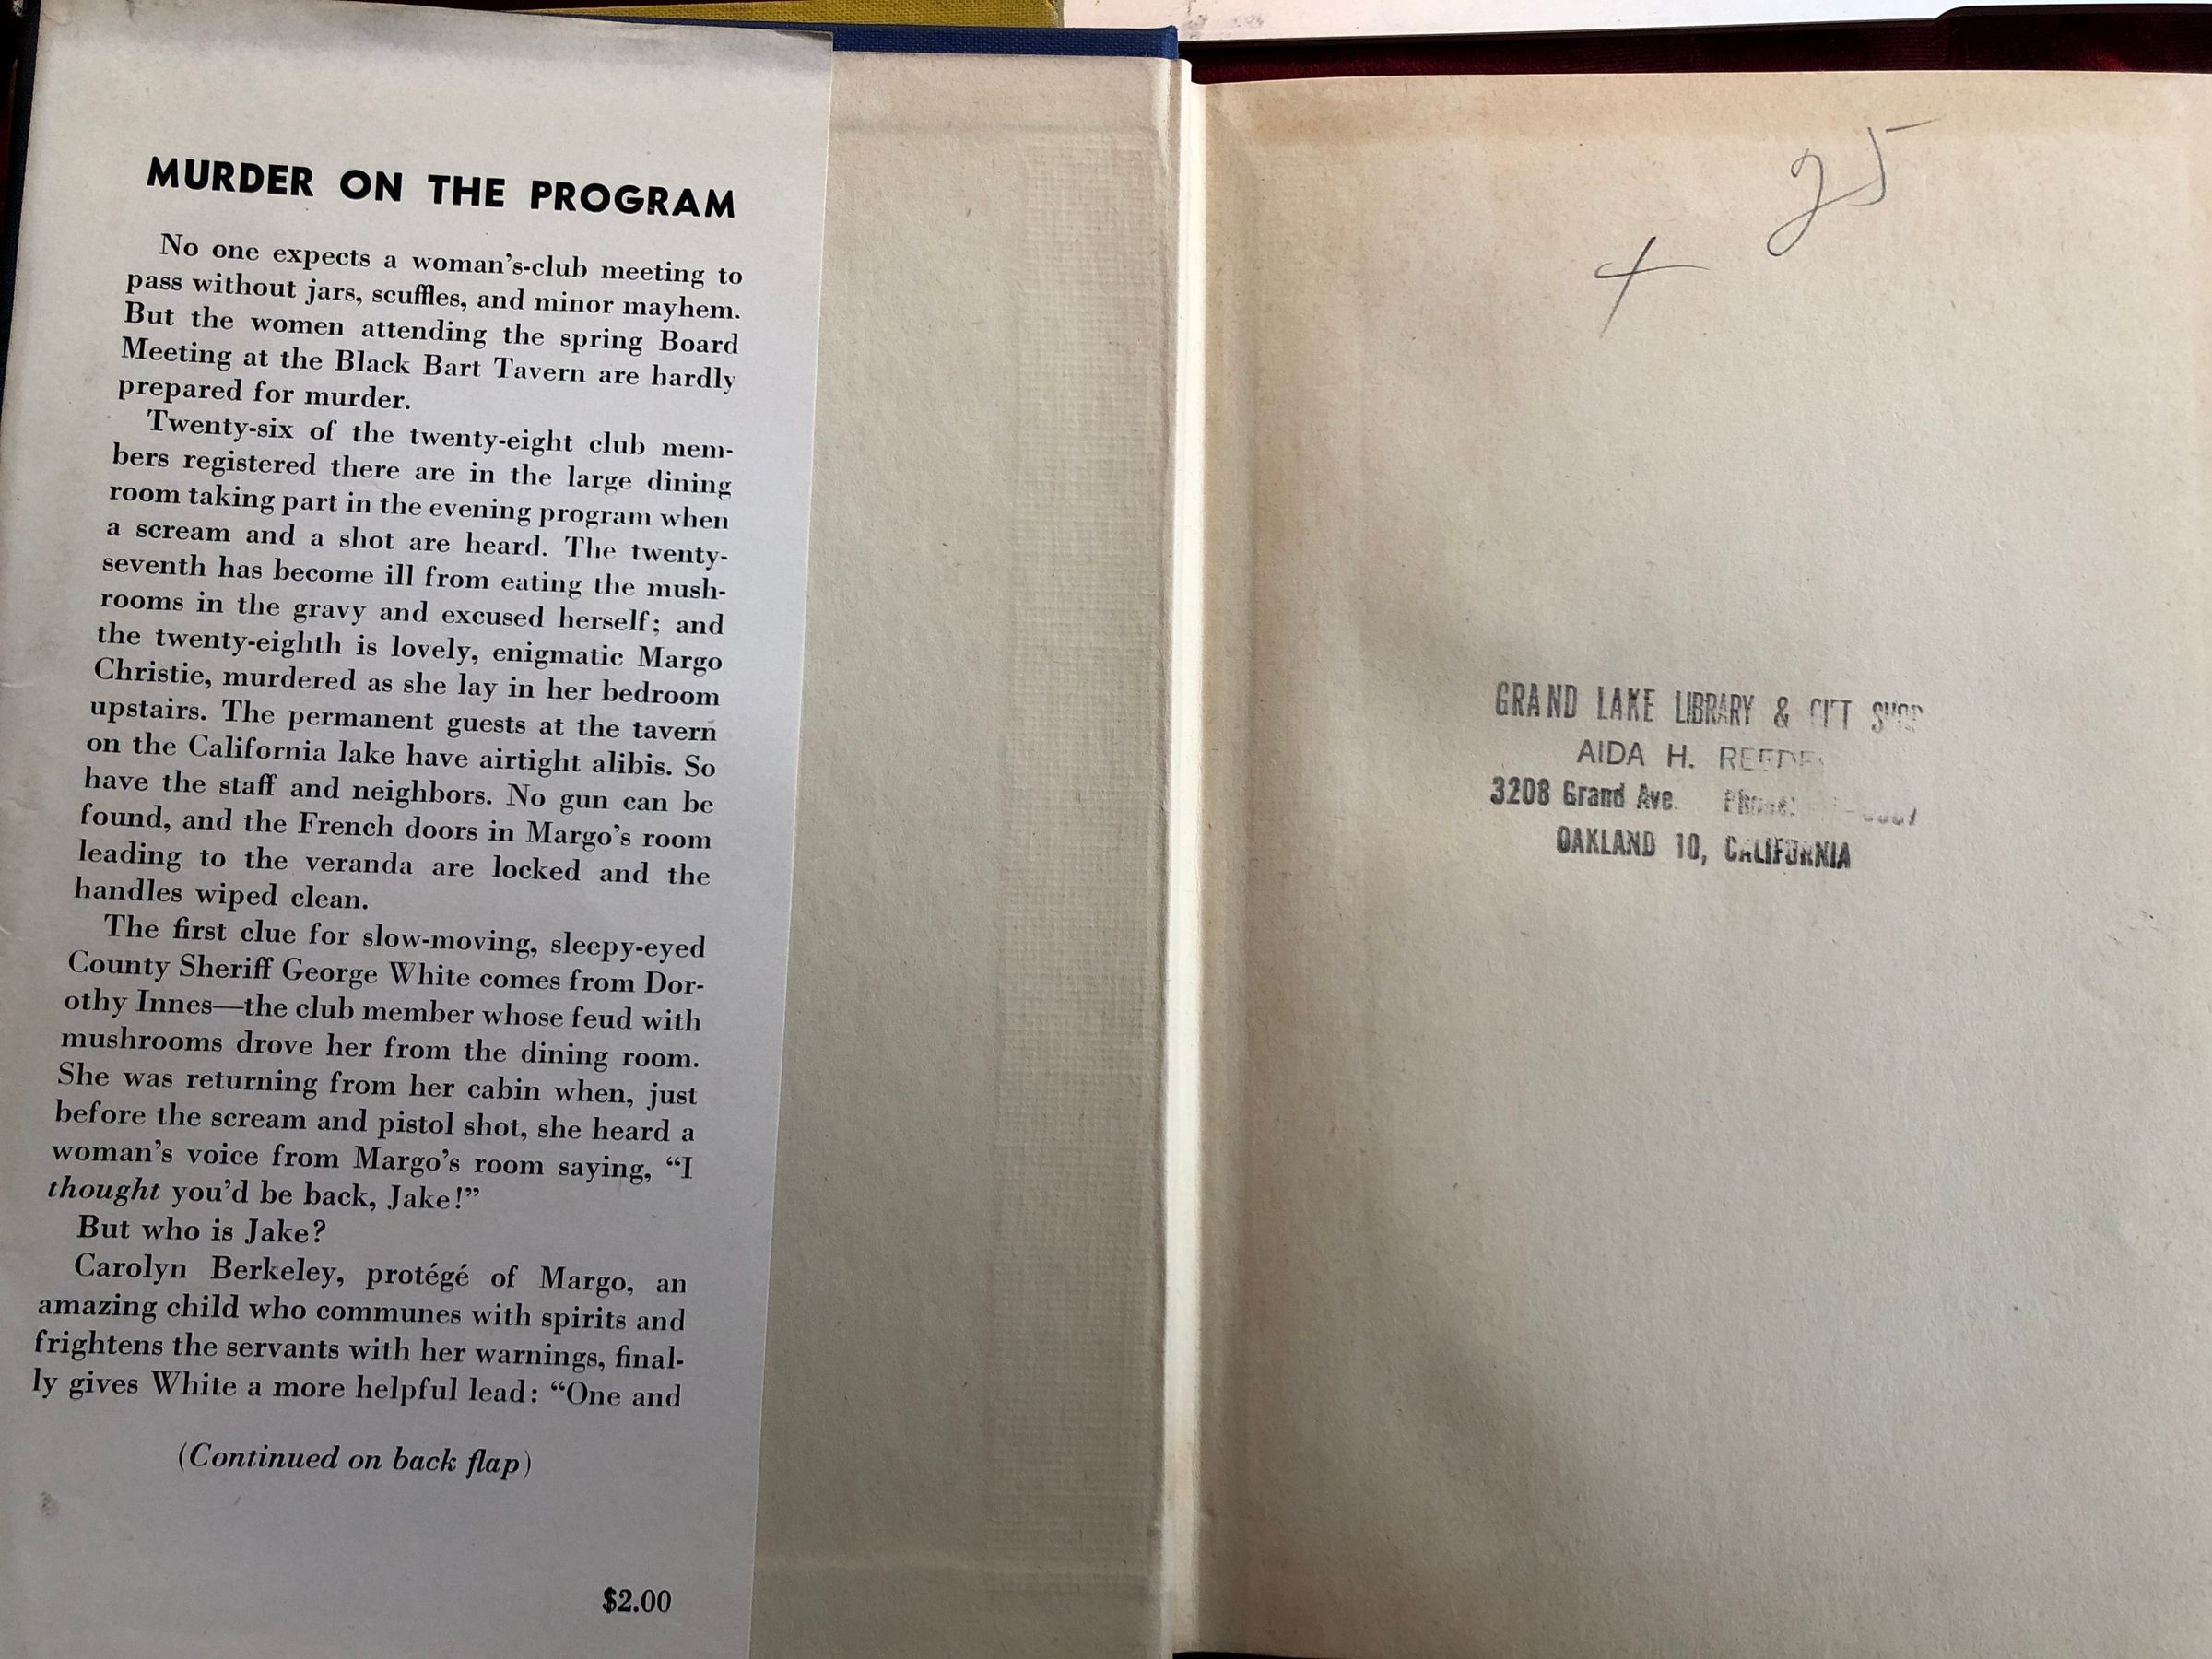 MURDER ON THE PROGRAM
No one expects a woman's-club meeting to
pass without jars, scuffles, and minor mayhem.
But the women attending the spring Board
Meeting at the Black Bart Tavern are hardly
prepared for murder.
Twenty-six of the twenty-eight club mem-
bers registered there are in the large dining
room taking part in the evening program when
a scream and a shot are heard. The twenty-
seventh has become ill from eating the mush-
rooms in the gravy and excused herself; and
the twenty-eighth is lovely, enigmatic Margo
Christie, murdered as she lay in her bedroom
upstairs. The permanent guests at the tavern
on the California lake have airtight alibis. So
have the staff and neighbors. No gun can be
found, and the French doors in Margo's room
leading to the veranda are locked and the
handles wiped clean.
The first clue for slow-moving, sleepy-eyed
County Sheriff George White comes from Dor-
othy Innes—the club member whose feud with
mushrooms drove her from the dining room.
She was returning from her cabin when, just
before the scream and pistol shot, she heard a
woman's voice from Margo's room saying, “I
thought you'd be back, Jake!”
But who is Jake?
Carolyn Berkeley, protégé of Margo, an
amazing child who communes with spirits and
frightens the servants with her warnings, final-
ly gives White a more helpful lead: “One and
(Continued on back flap)
$2.00
25
GRAND LAKE LIBRARY & GIFT SHOP
AIDA H.
3208 Grand Ave. Phone:
OAKLAND 10, CALIFORNIA